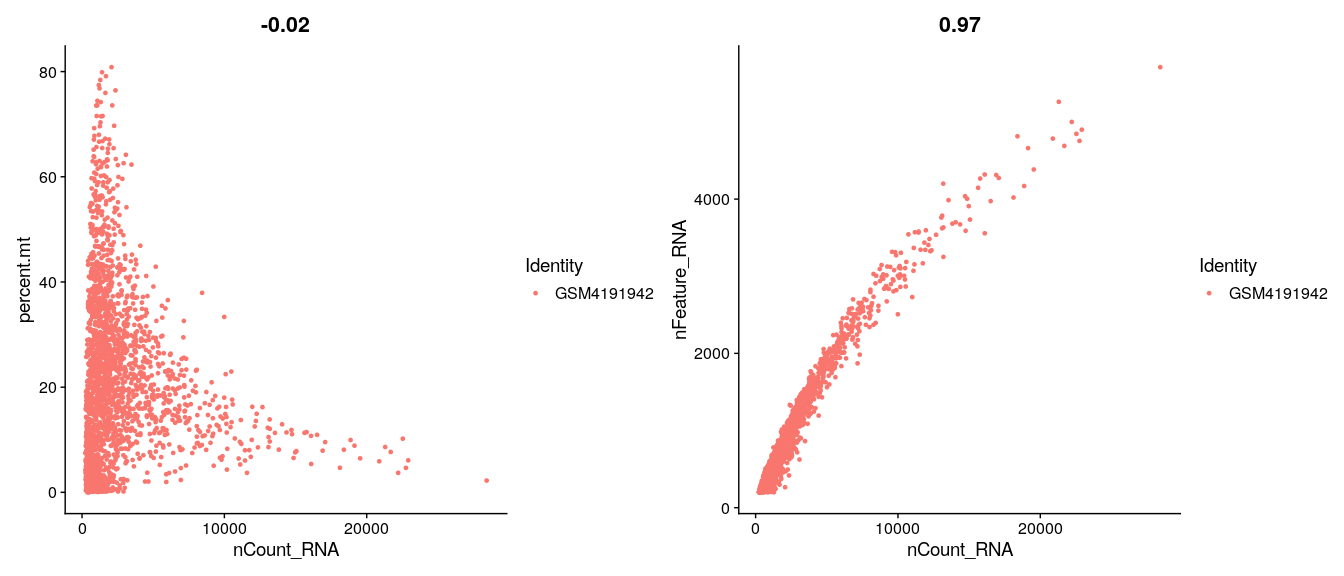 -0.02
percent.mt
80
60
40
20
0
0 10000 20000
nCount_RNA
Identity
GSM4191942
0.97
nFeature_RNA
4000
2000
0
0 10000 20000
nCount_RNA
Identity
GSM4191942